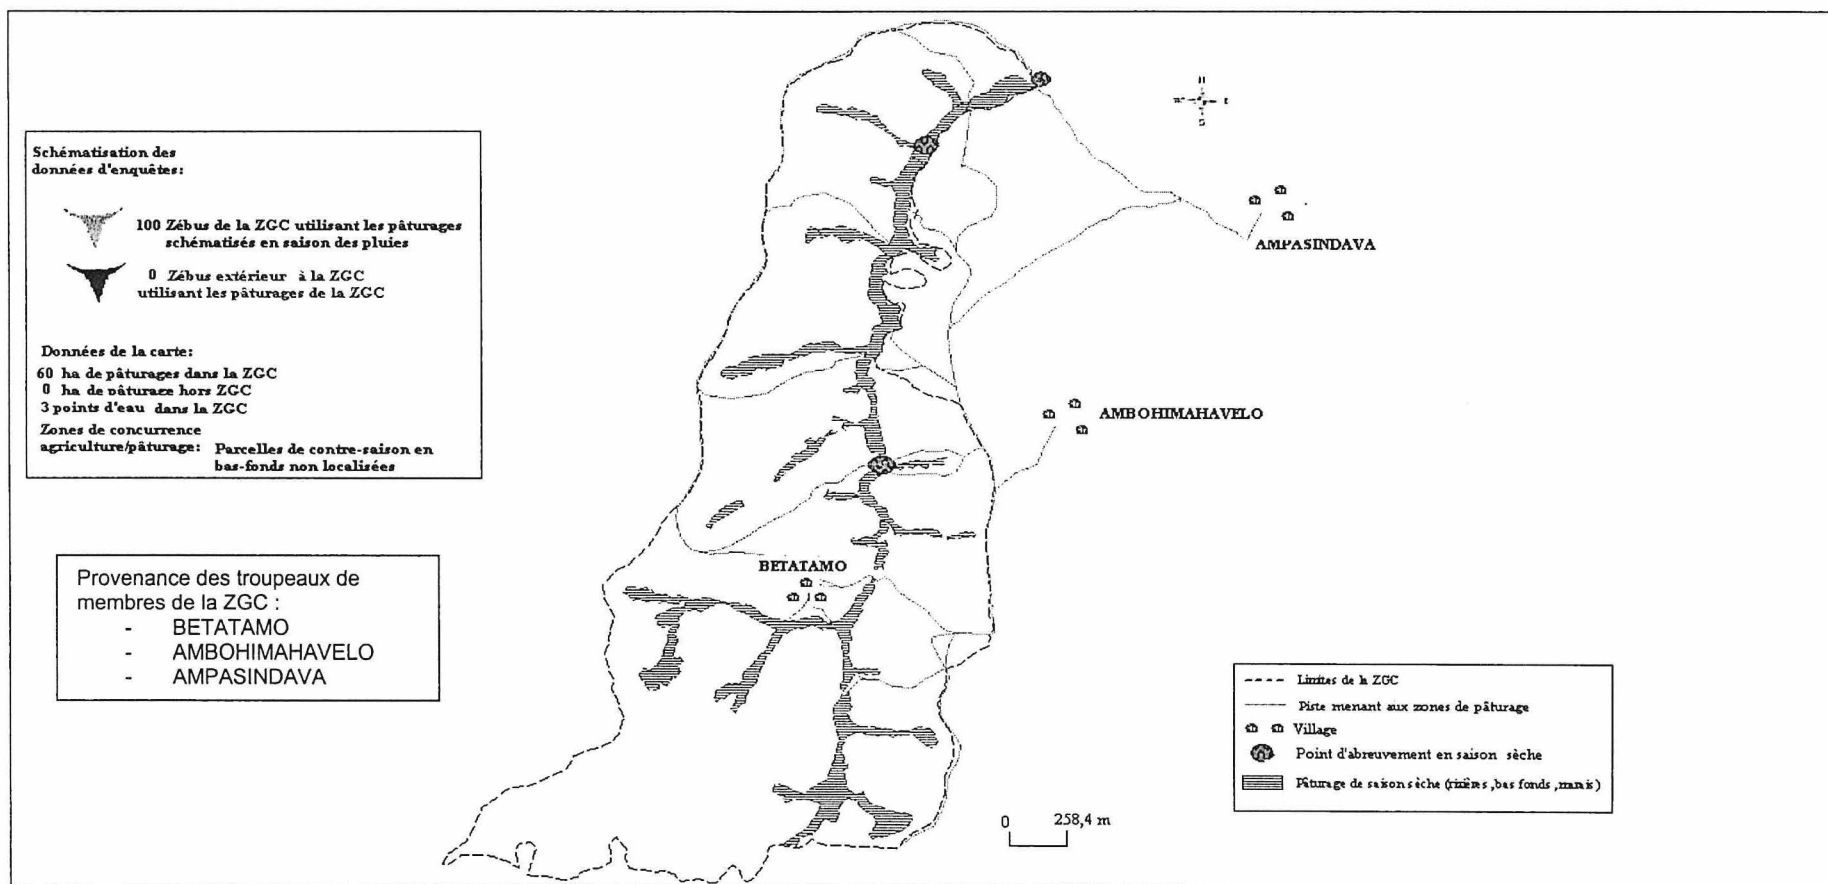 Schématisation des
données d'enquêtes:
100 Zébus de la ZGC utilisant les pâturages
schématisés en saison des pluies
0 Zébus extérieur à la ZGC
utilisant les pâturages de la ZGC
Données de la carte:
60 ha de pâturages dans la ZGC
0 ha de pâturage hors ZGC
3 points d'eau dans la ZGC
Zones de concurrence
agriculture/pâturage: Parcelles de contre-saison en
bas-fonds non localisées
Provenance des troupeaux de
membres de la ZGC :
- BETATAMO
- AMBOHIMAHAVELO
- AMPASINDAVA
AMPASINDAVA
AMBOHIMAHAVELO
BETATAMO
0 258,4 m
Limites de la ZGC
Piste menant aux zones de pâturage
Village
Point d'abreuvement en saison sèche
Pâturage de saison sèche (rizières, bas fonds, marais)